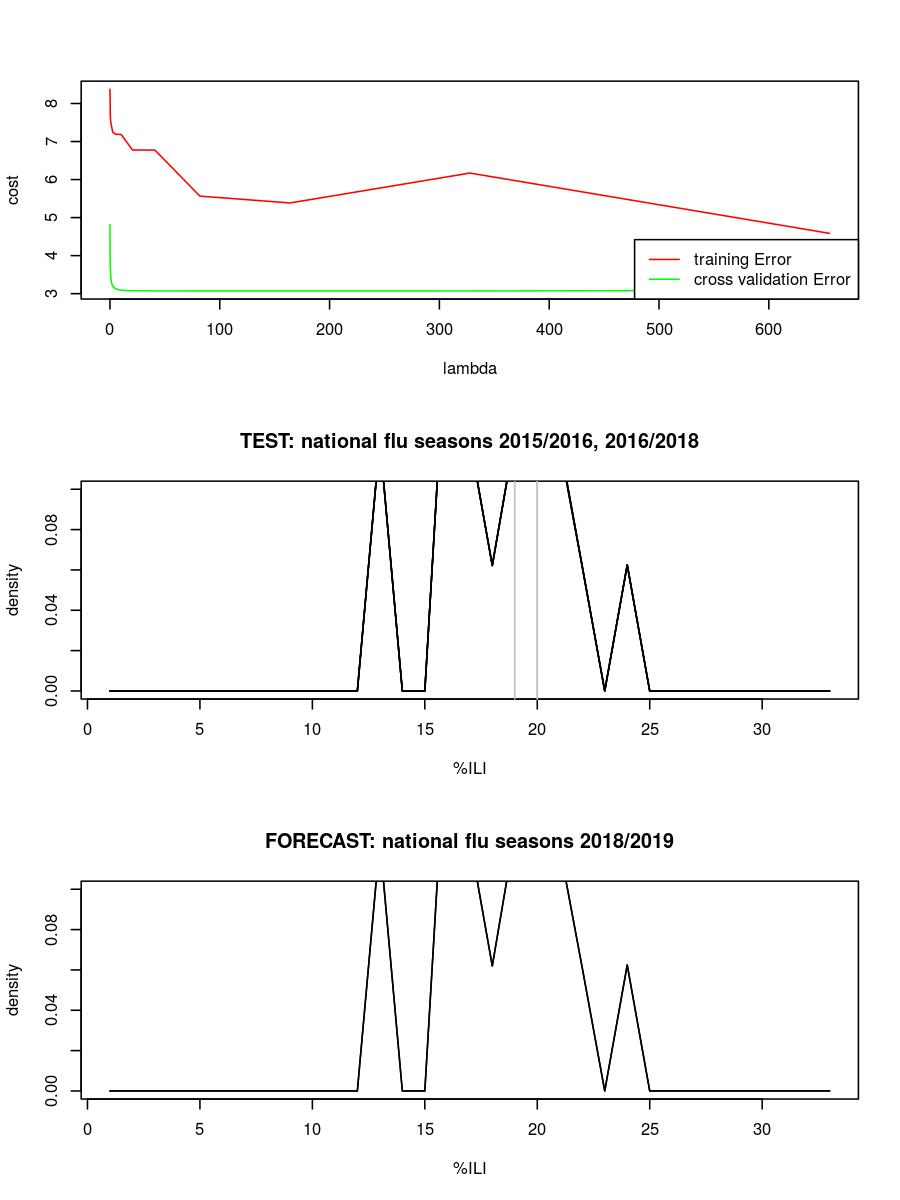 8
7
6
5
4
3
cost
training Error
cross validation Error
0 100 200 300 400 500 600
lambda
TEST: national flu seasons 2015/2016, 2016/2018
0.08
0.04
0.00
density
0 5 10 15 20 25 30
%ILI
FORECAST: national flu seasons 2018/2019
0.08
0.04
0.00
density
0 5 10 15 20 25 30
%ILI